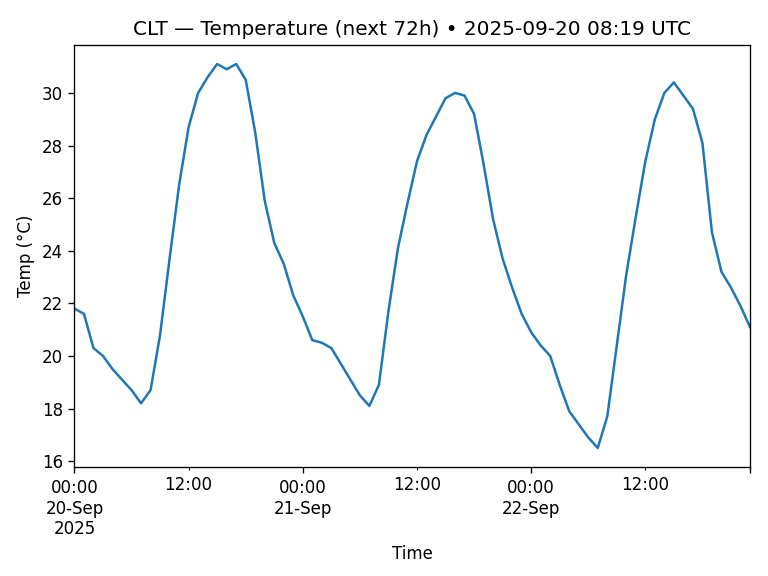 CLT — Temperature (next 72h) • 2025-09-20 08:19 UTC
Temp (°C)
30
28
26
24
22
20
18
16
00:00 12:00 00:00 12:00 00:00 12:00
20-Sep 21-Sep 22-Sep
2025
Time